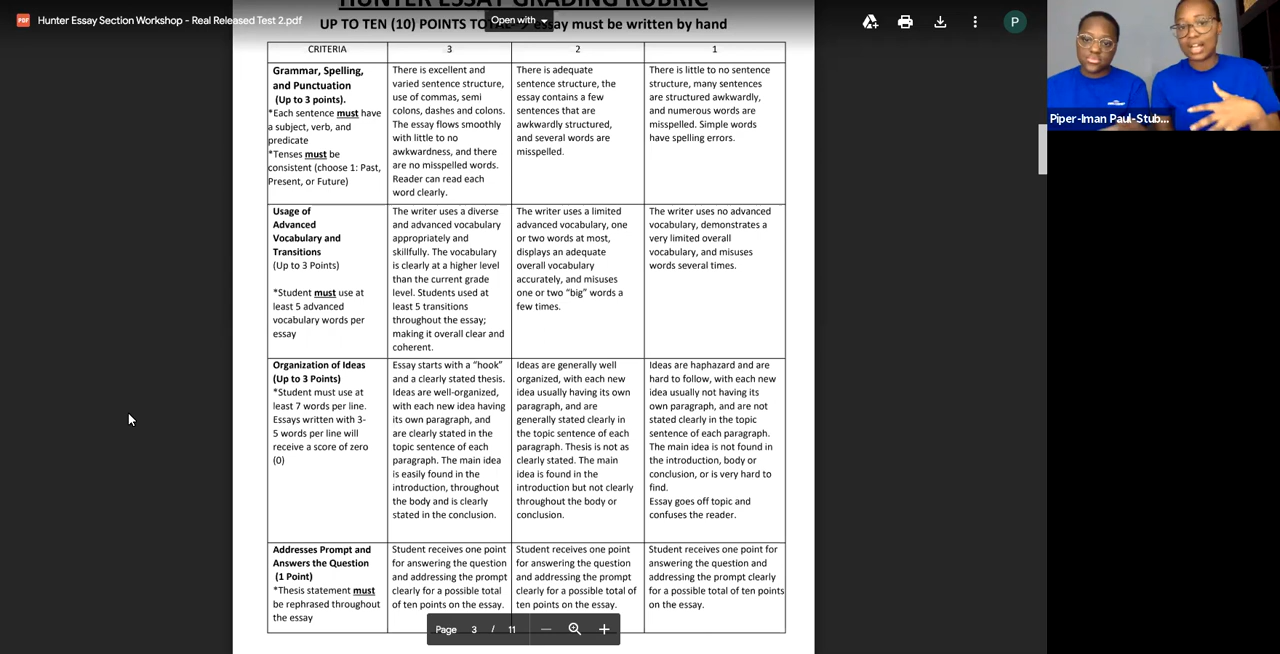 Hunter Essay Section Workshop - Real Released Test 2.pdf
Open with
P
HUNTER ESSAY GRADING RUBRIC
UP TO TEN (10) POINTS TOTAL essay must be written by hand
CRITERIA
3
2
1
Grammar, Spelling,
and Punctuation
(Up to 3 points).
*Each sentence must have
a subject, verb, and
predicate
*Tenses must be
consistent (choose 1: Past,
Present, or Future)
There is excellent and
varied sentence structure,
use of commas, semi
colons, dashes and colons.
The essay flows smoothly
with little to no
awkwardness, and there
are no misspelled words.
Reader can read each
word clearly.
There is adequate
sentence structure, the
essay contains a few
sentences that are
awkwardly structured,
and several words are
misspelled.
There is little to no sentence
structure, many sentences
are structured awkwardly,
and numerous words are
misspelled. Simple words
have spelling errors.
Usage of
Advanced
Vocabulary and
Transitions
(Up to 3 Points)
*Student must use at
least 5 advanced
vocabulary words per
essay
The writer uses a diverse
and advanced vocabulary
appropriately and
skillfully. The vocabulary
is clearly at a higher level
than the current grade
level. Students used at
least 5 transitions
throughout the essay;
making it overall clear and
coherent.
The writer uses a limited
advanced vocabulary, one
or two words at most,
displays an adequate
overall vocabulary
accurately, and misuses
one or two "big" words a
few times.
The writer uses no advanced
vocabulary, demonstrates a
very limited overall
vocabulary, and misuses
words several times.
Organization of Ideas
(Up to 3 Points)
*Student must use at
least 7 words per line.
Essays written with 3-
5 words per line will
receive a score of zero
(0)
Essay starts with a "hook"
and a clearly stated thesis.
Ideas are well-organized,
with each new idea having
its own paragraph, and
are clearly stated in the
topic sentence of each
paragraph. The main idea
is easily found in the
introduction, throughout
the body and is clearly
stated in the conclusion.
Ideas are generally well
organized, with each new
idea usually having its own
paragraph, and are
generally stated clearly in
the topic sentence of each
paragraph. Thesis is not as
clearly stated. The main
idea is found in the
introduction but not clearly
throughout the body or
conclusion.
Ideas are haphazard and are
hard to follow, with each new
idea usually not having its
own paragraph, and are not
stated clearly in the topic
sentence of each paragraph.
The main idea is not found in
the introduction, body or
conclusion, or is very hard to
find.
Essay goes off topic and
confuses the reader.
Addresses Prompt and
Answers the Question
(1 Point)
*Thesis statement must
be rephrased throughout
the essay
Student receives one point
for answering the question
and addressing the prompt
clearly for a possible total
of ten points on the essay.
Student receives one point
for answering the question
and addressing the prompt
clearly for a possible total of
ten points on the essay.
Student receives one point for
answering the question and
addressing the prompt clearly
for a possible total of ten points
on the essay.
Page 3 / 11
Piper-Iman Paul-Stub...